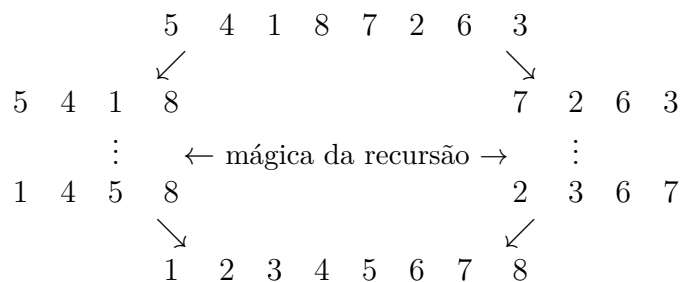 5 4 1 8 7 2 6 3
↙ ↘
5 4 1 8 7 2 6 3
⋮ ← mágica da recursão → ⋮
1 4 5 8 2 3 6 7
↘ ↙
1 2 3 4 5 6 7 8